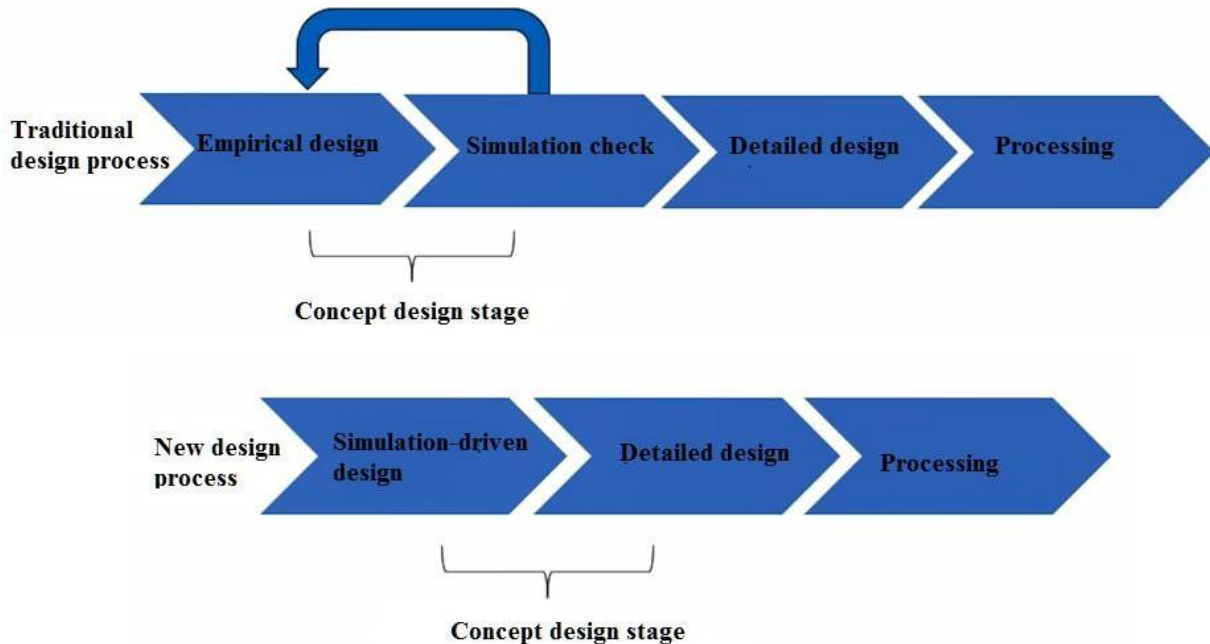 Traditional
design process
Empirical design
Simulation check
Detailed design
Processing
Concept design stage
New design
process
Simulation-driven
design
Detailed design
Processing
Concept design stage